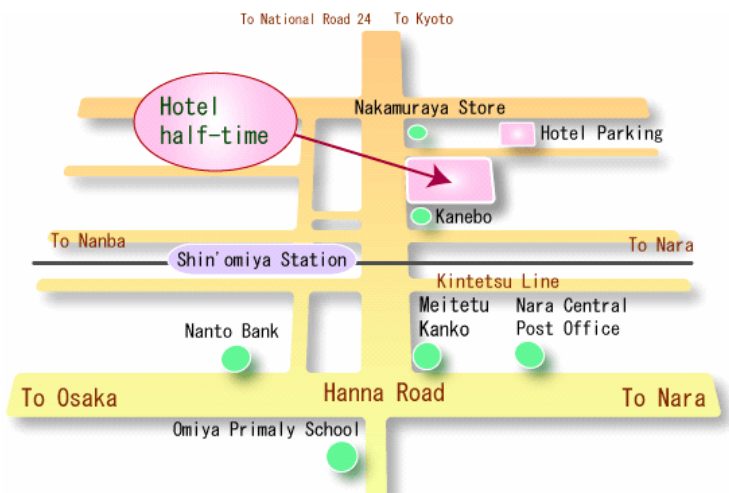 To National Road 24 To Kyoto
Hotel
half-time
Nakamuraya Store
Hotel Parking
Kanebo
To Nanba
To Nara
Shin'omiya Station
Kintetsu Line
Meitetu
Kanko
Nara Central
Post Office
Nanto Bank
To Osaka
Hanna Road
To Nara
Omiya Primaly School